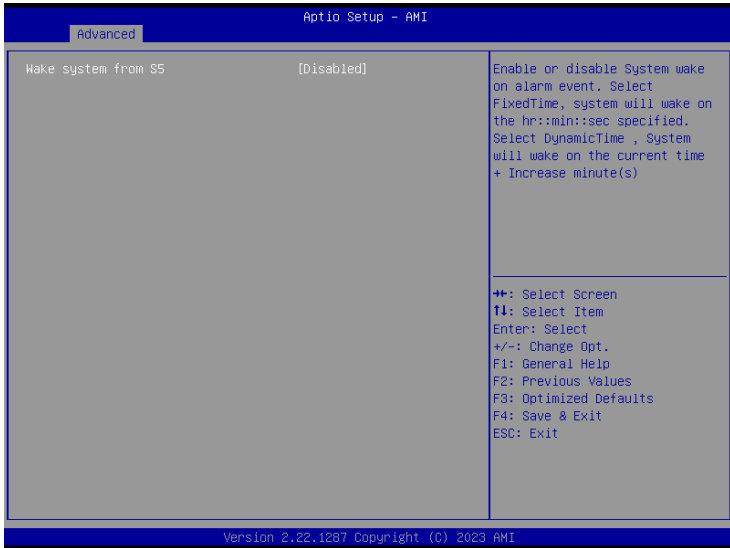 Aptio Setup - AMI
Advanced
Wake system from S5 [Disabled]
Enable or disable System wake
on alarm event. Select
FixedTime, system will wake on
the hr::min::sec specified.
Select DynamicTime , System
will wake on the current time
+ Increase minute(s)
→←: Select Screen
↑↓: Select Item
Enter: Select
+/-: Change Opt.
F1: General Help
F2: Previous Values
F3: Optimized Defaults
F4: Save & Exit
ESC: Exit
Version 2.22.1287 Copyright (C) 2023 AMI